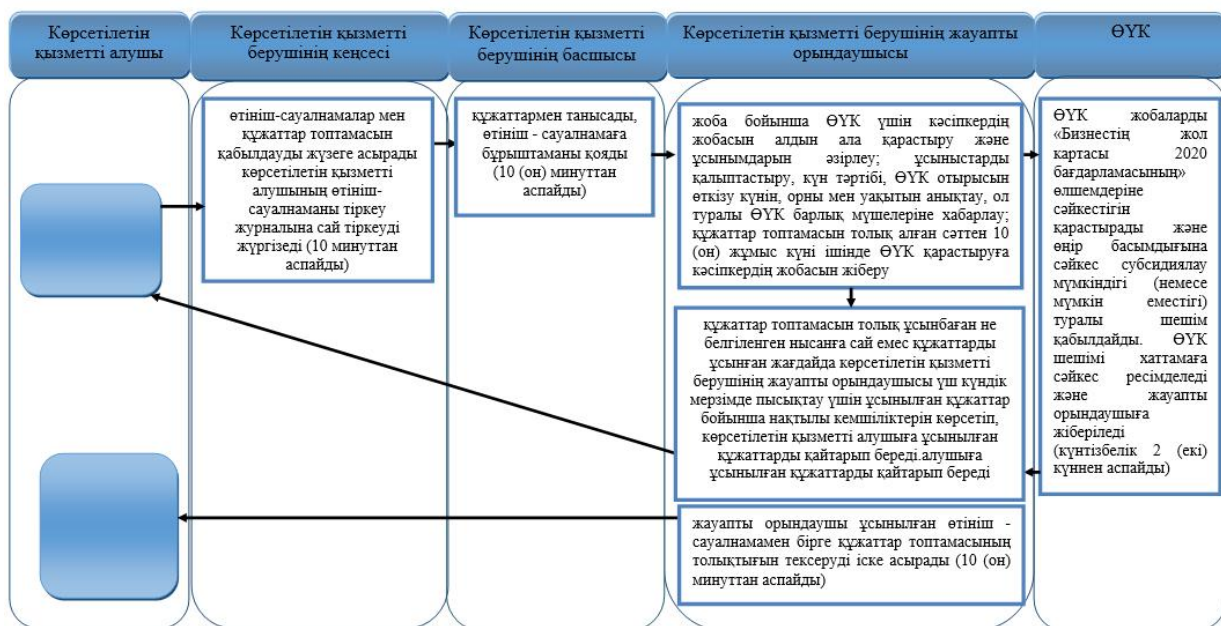 Көрсетілетін
қызметті алушы
Көрсетілетін қызметті
берушінің кеңсесі
Көрсетілетін қызметті
берушінің басшысы
Көрсетілетін қызметті берушінің жауапты
орындаушысы
ӨҮК
өтініш-сауалнамалар мен
құжаттар топтамасын
қабылдауды жүзеге асырады
көрсетілетін қызметті
алушының өтініш-
сауалнаманы тіркеу
журналына сай тіркеуді
жүргізеді (10 минуттан
аспайды)
құжаттармен танысады,
өтініш - сауалнамаға
бұрыштаманы қояды
(10 (он) минуттан
аспайды)
жоба бойынша ӨҮК үшін кәсіпкердің
жобасын алдын ала қарастыру және
ұсынымдарын әзірлеу; ұсыныстарды
қалыптастыру, күн тәртібі, ӨҮК отырысын
өткізу күнін, орны мен уақытын анықтау, ол
туралы ӨҮК барлық мүшелеріне хабарлау;
құжаттар топтамасын толық алған сәттен 10
(он) жұмыс күні ішінде ӨҮК қарастыруға
кәсіпкердің жобасын жіберу
құжаттар топтамасын толық ұсынбаған не
белгіленген нысанға сай емес құжаттарды
ұсынған жағдайда көрсетілетін қызметті
берушінің жауапты орындаушысы үш күндік
мерзімде пысықтау үшін ұсынылған құжаттар
бойынша нақтылы кемшіліктерін көрсетіп,
көрсетілетін қызметті алушыға ұсынылған
құжаттарды қайтарып береді.алушыға
ұсынылған құжаттарды қайтарып береді
жауапты орындаушы ұсынылған өтініш -
сауалнамамен бірге құжаттар топтамасының
толықтығын тексеруді іске асырады (10 (он)
минуттан аспайды)
ӨҮК жобаларды
«Бизнестің жол
картасы 2020
бағдарламасының»
өлшемдеріне
сәйкестігін
қарастырады және
өңір басымдығына
сәйкес субсидиялау
мүмкіндігі (немесе
мүмкін еместігі)
туралы шешім
қабылдайды. ӨҮК
шешімі хаттамаға
сәйкес ресімделеді
және жауапты
орындаушыға
жіберіледі
(күнтізбелік 2 (екі)
күннен аспайды)